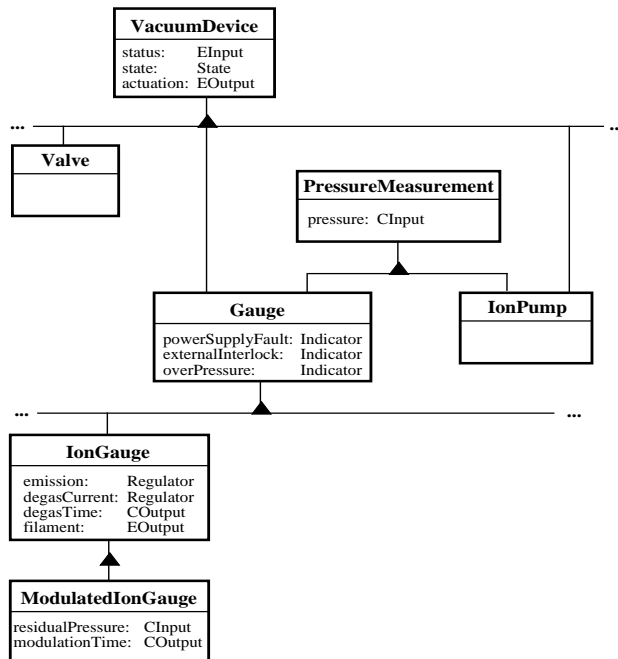 VacuumDevice
status: EInput
state: State
actuation: EOutput
... ...
Valve
PressureMeasurement
pressure: CInput
Gauge
powerSupplyFault: Indicator
externalInterlock: Indicator
overPressure: Indicator
IonPump
... ...
IonGauge
emission: Regulator
degasCurrent: Regulator
degasTime: COutput
filament: EOutput
ModulatedIonGauge
residualPressure: CInput
modulationTime: COutput